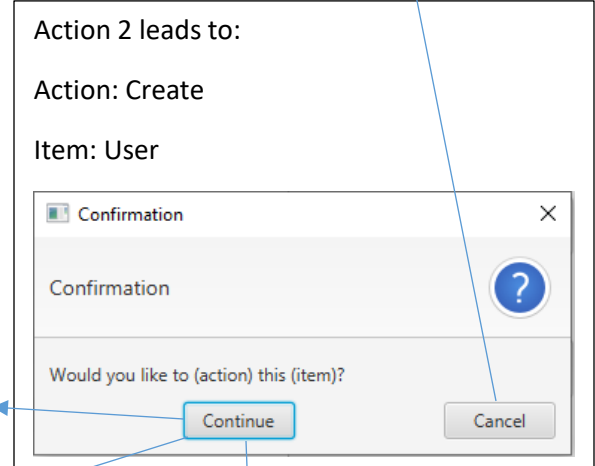 Action 2 leads to:
Action: Create
Item: User
Confirmation
Confirmation
?
Would you like to (action) this (item)?
Continue
Cancel